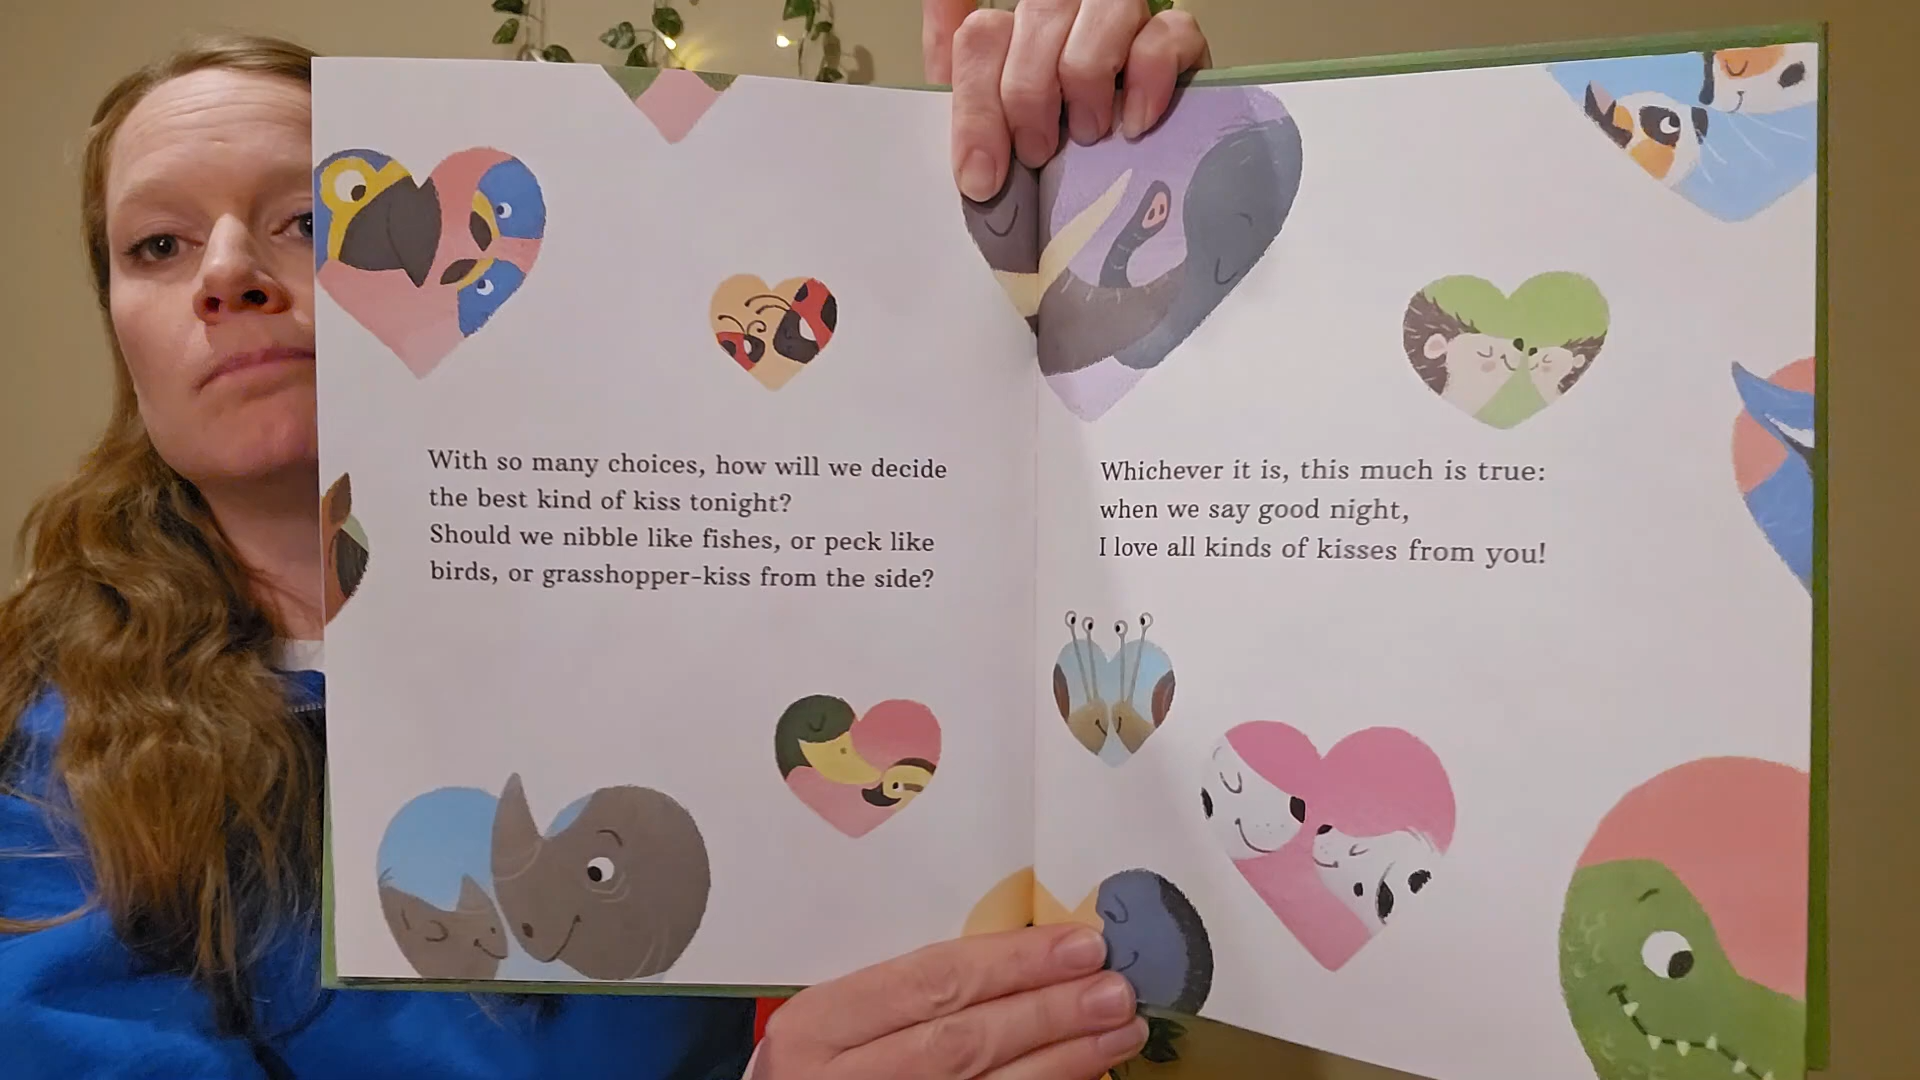 With so many choices, how will we decide
the best kind of kiss tonight?
Should we nibble like fishes, or peck like
birds, or grasshopper-kiss from the side?
Whichever it is, this much is true:
when we say good night,
I love all kinds of kisses from you!